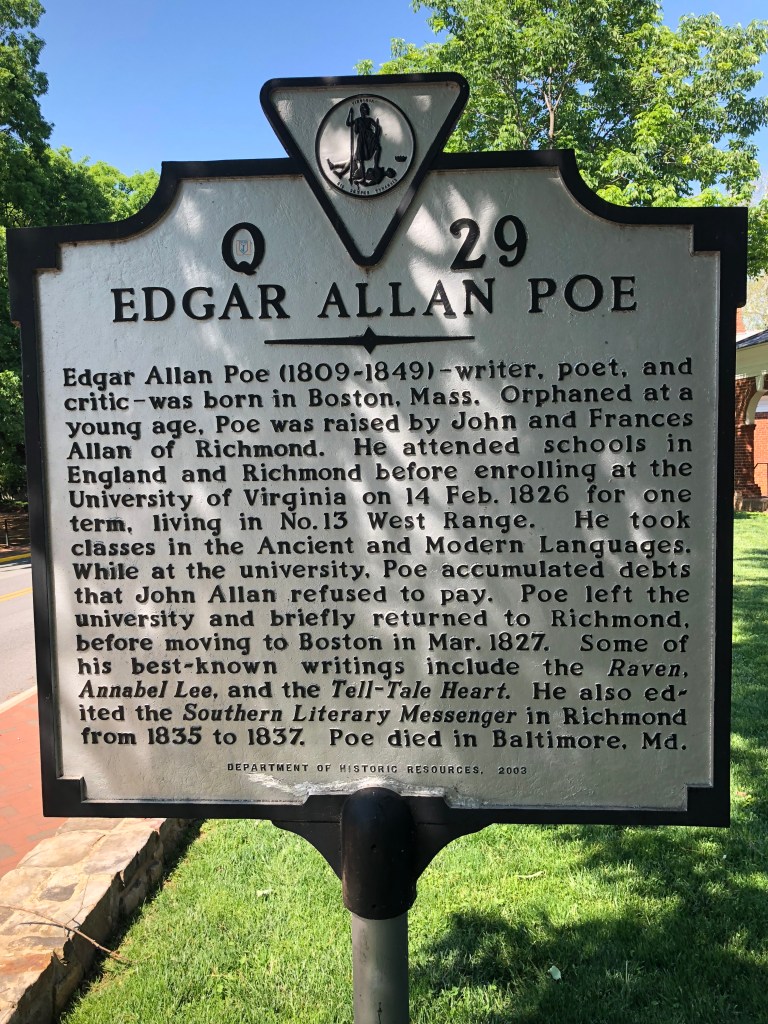 VIRGINIA
SIC SEMPER TYRANNIS
Q 29
EDGAR ALLAN POE
Edgar Allan Poe (1809-1849)–writer, poet, and
critic–was born in Boston, Mass. Orphaned at a
young age, Poe was raised by John and Frances
Allan of Richmond. He attended schools in
England and Richmond before enrolling at the
University of Virginia on 14 Feb. 1826 for one
term, living in No. 13 West Range. He took
classes in the Ancient and Modern Languages.
While at the university, Poe accumulated debts
that John Allan refused to pay. Poe left the
university and briefly returned to Richmond,
before moving to Boston in Mar. 1827. Some of
his best-known writings include the Raven,
Annabel Lee, and the Tell-Tale Heart. He also ed-
ited the Southern Literary Messenger in Richmond
from 1835 to 1837. Poe died in Baltimore, Md.
DEPARTMENT OF HISTORIC RESOURCES, 2003